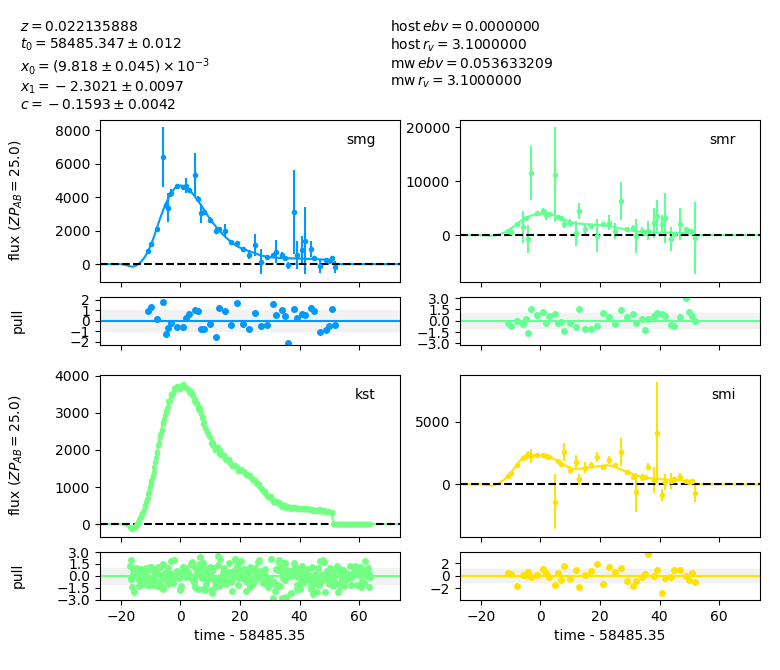 z = 0.022135888
t₀ = 58485.347 ± 0.012
x₀ = (9.818 ± 0.045) × 10⁻³
x₁ = −2.3021 ± 0.0097
c = −0.1593 ± 0.0042
host ebv = 0.0000000
host r_v = 3.1000000
mw ebv = 0.053633209
mw r_v = 3.1000000
flux (ZP_AB = 25.0)
8000
6000
4000
2000
0
smg
20000
10000
0
smr
pull
2
1
0
−1
−2
3.0
1.5
0.0
−1.5
−3.0
flux (ZP_AB = 25.0)
4000
3000
2000
1000
0
kst
5000
0
smi
pull
3.0
1.5
0.0
−1.5
−3.0
2
0
−2
−20 0 20 40 60
−20 0 20 40 60
time - 58485.35
time - 58485.35